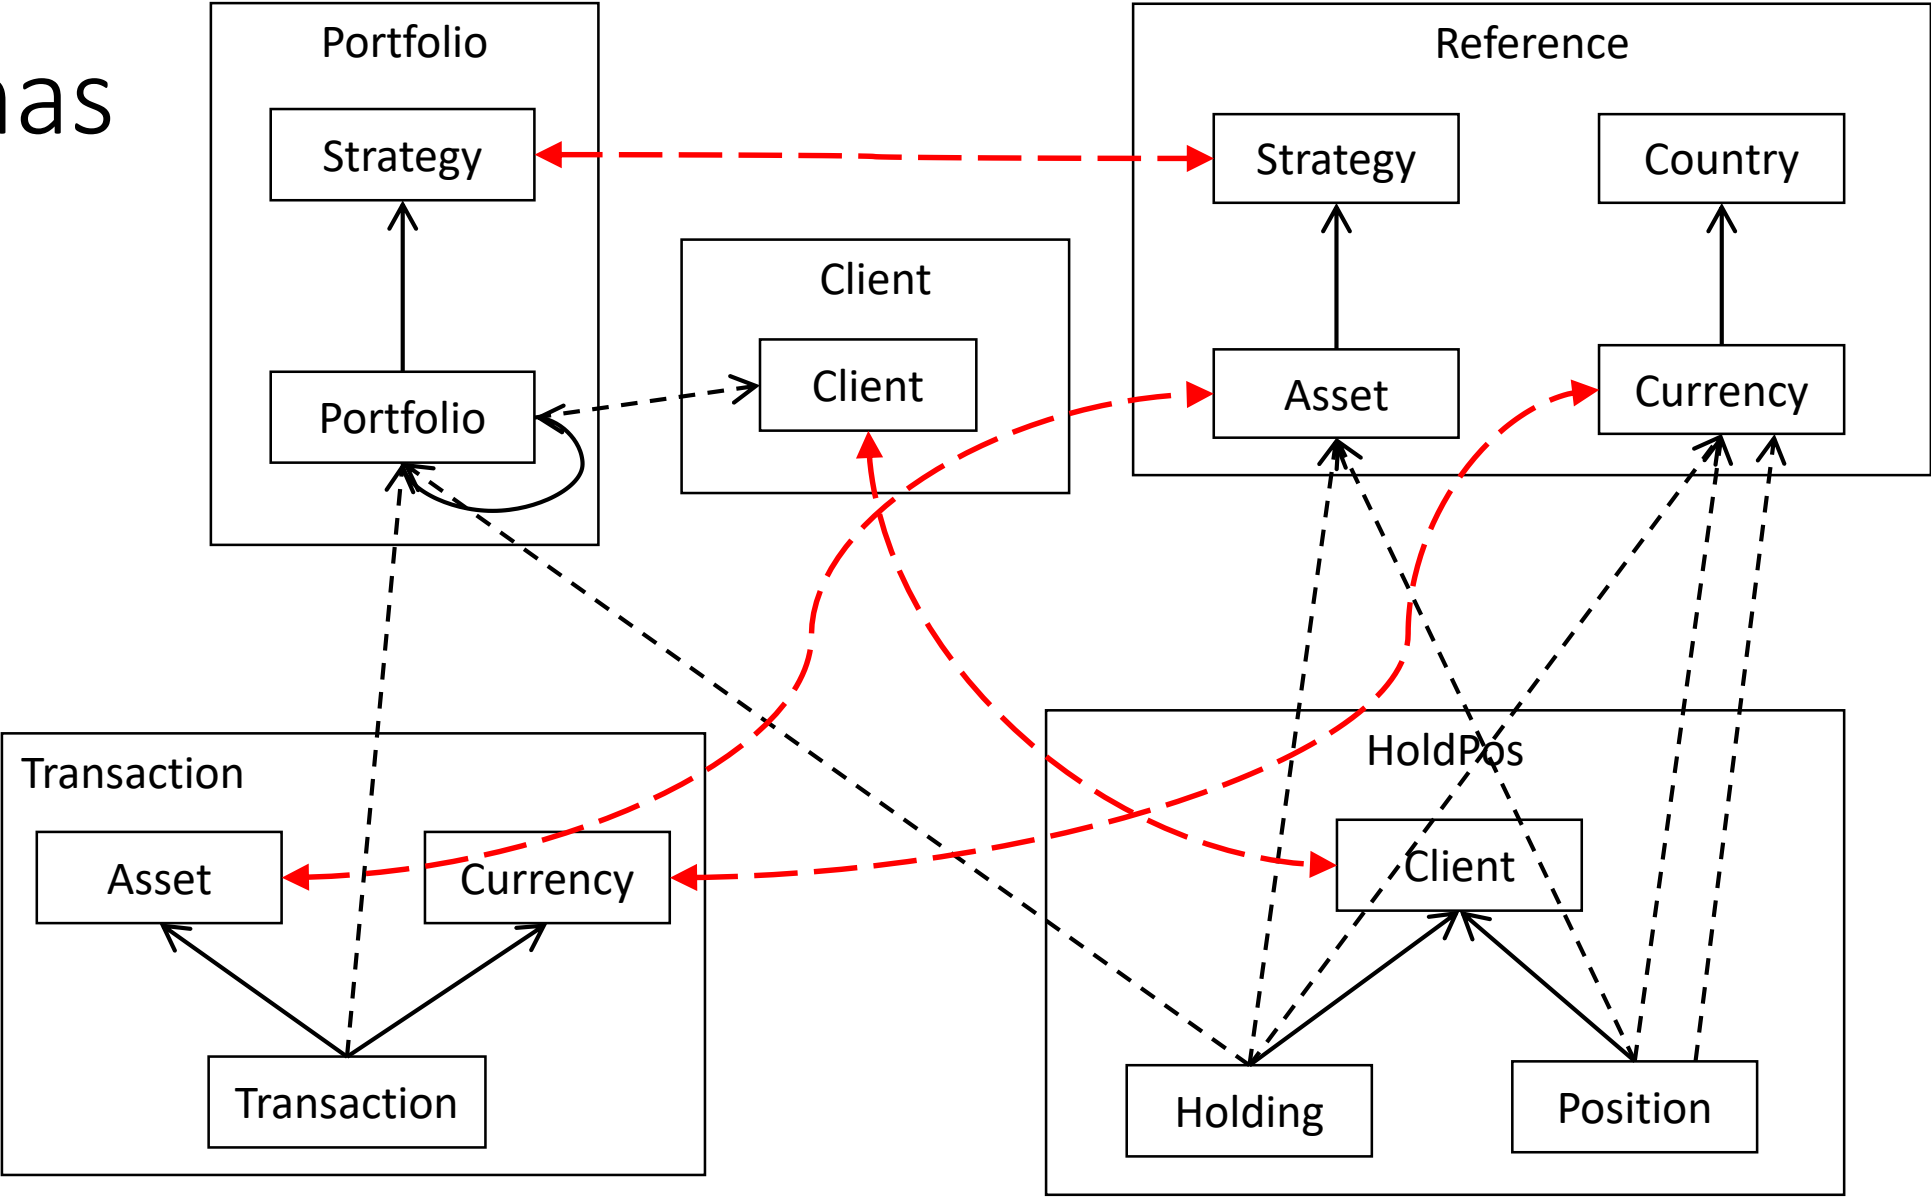 nas
Portfolio
Strategy
Portfolio
Client
Client
Reference
Strategy
Country
Asset
Currency
Transaction
Asset
Currency
Transaction
HoldPos
Client
Holding
Position